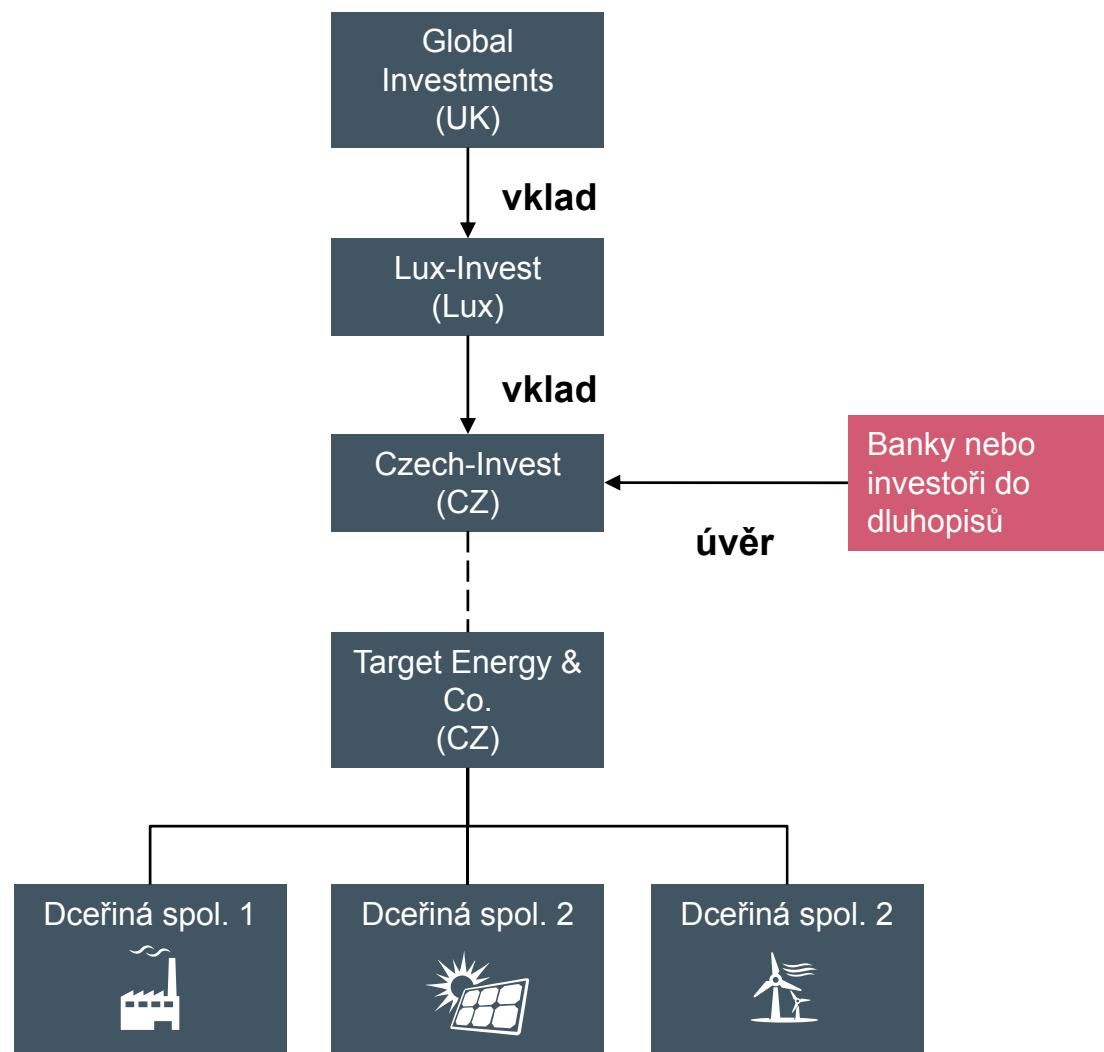 Global
Investments
(UK)
vklad
Lux-Invest
(Lux)
vklad
Czech-Invest
(CZ)
Banky nebo
investoři do
dluhopisů
úvěr
Target Energy &
Co.
(CZ)
Dceřiná spol. 1
Dceřiná spol. 2
Dceřiná spol. 2